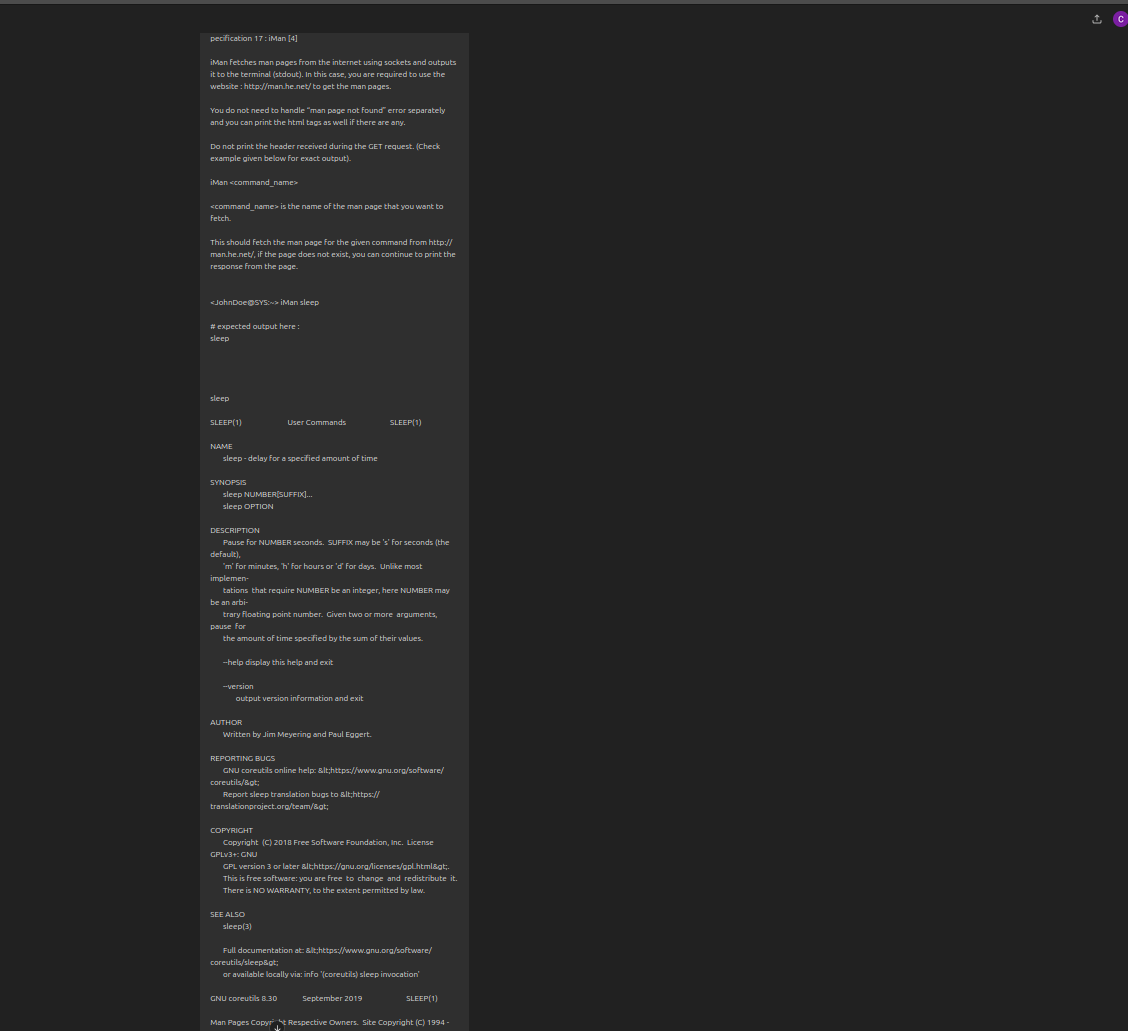 C
pecification 17 : iMan [4]
iMan fetches man pages from the internet using sockets and outputs
it to the terminal (stdout). In this case, you are required to use the
website : http://man.he.net/ to get the man pages.
You do not need to handle “man page not found” error separately
and you can print the html tags as well if there are any.
Do not print the header received during the GET request. (Check
example given below for exact output).
iMan <command_name>
<command_name> is the name of the man page that you want to
fetch.
This should fetch the man page for the given command from http://
man.he.net/, if the page does not exist, you can continue to print the
response from the page.
<JohnDoe@SYS:~> iMan sleep
# expected output here :
sleep
sleep
SLEEP(1) User Commands SLEEP(1)
NAME
sleep - delay for a specified amount of time
SYNOPSIS
sleep NUMBER[SUFFIX]...
sleep OPTION
DESCRIPTION
Pause for NUMBER seconds. SUFFIX may be 's' for seconds (the
default),
'm' for minutes, 'h' for hours or 'd' for days. Unlike most
implemen-
tations that require NUMBER be an integer, here NUMBER may
be an arbi-
trary floating point number. Given two or more arguments,
pause for
the amount of time specified by the sum of their values.
--help display this help and exit
--version
output version information and exit
AUTHOR
Written by Jim Meyering and Paul Eggert.
REPORTING BUGS
GNU coreutils online help: &lt;https://www.gnu.org/software/
coreutils/&gt;
Report sleep translation bugs to &lt;https://
translationproject.org/team/&gt;
COPYRIGHT
Copyright (C) 2018 Free Software Foundation, Inc. License
GPLv3+: GNU
GPL version 3 or later &lt;https://gnu.org/licenses/gpl.html&gt;.
This is free software: you are free to change and redistribute it.
There is NO WARRANTY, to the extent permitted by law.
SEE ALSO
sleep(3)
Full documentation at: &lt;https://www.gnu.org/software/
coreutils/sleep&gt;
or available locally via: info '(coreutils) sleep invocation'
GNU coreutils 8.30 September 2019 SLEEP(1)
Man Pages Copyright Respective Owners. Site Copyright (C) 1994 -